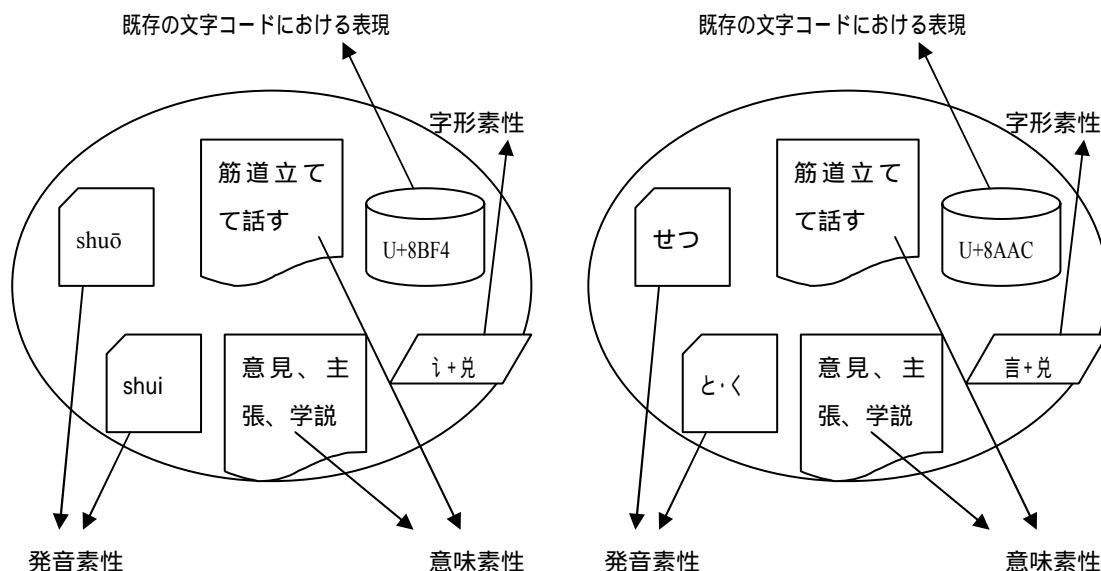 既存の文字コードにおける表現
字形素性
筋道立て
て話す
shuō
U+8BF4
shui
意見、主
張、学説
讠+兑
発音素性
意味素性
既存の文字コードにおける表現
字形素性
筋道立て
て話す
せつ
U+8AAC
と・く
意見、主
張、学説
言+兑
発音素性
意味素性